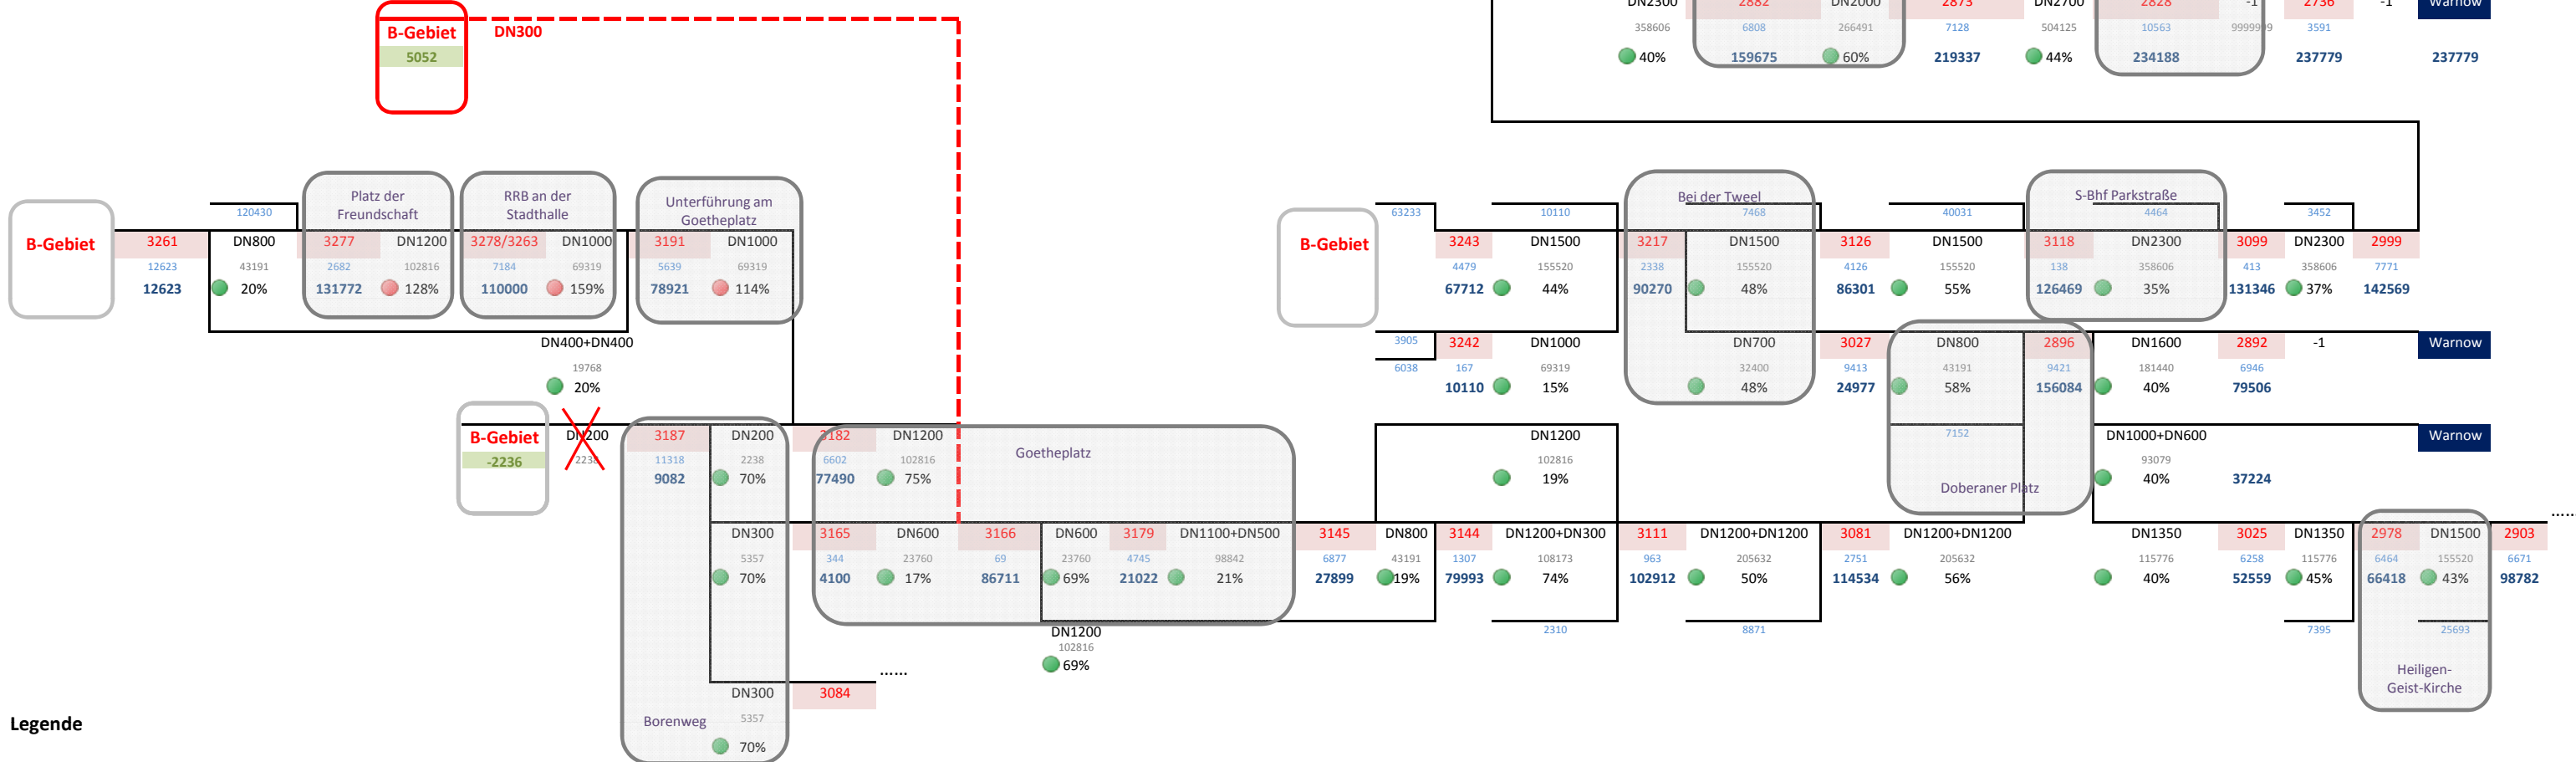 DN2300 2882 DN2000 2873 DN2700 2828 -1 2736 -1 Warnow
358606 6808 266491 7128 504125 10563 9999999 3591
40% 159675 60% 219337 44% 234188 237779 237779
B-Gebiet DN300
5052
Platz der Freundschaft
RRB an der Stadthalle
Unterführung am Goetheplatz
Bei der Tweel
S-Bhf Parkstraße
120430 63233 10110 7468 40031 4464 3452
B-Gebiet 3261 DN800 3277 DN1200 3278/3263 DN1000 3191 DN1000
12623 43191 2682 102816 7184 69319 5639 69319
12623 20% 131772 128% 110000 159% 78921 114%
B-Gebiet 3243 DN1500 3217 DN1500 3126 DN1500 3118 DN2300 3099 DN2300 2999
4479 155520 2338 155520 4126 155520 138 358606 413 358606 7771
67712 44% 90270 48% 86301 55% 126469 35% 131346 37% 142569
DN400+DN400
19768
20%
3905 3242 DN1000 DN700 3027 DN800 2896 DN1600 2892 -1 Warnow
6038 167 69319 32400 9413 43191 9421 181440 6946
10110 15% 48% 24977 58% 156084 40% 79506
B-Gebiet DN200 3187 DN200 3182 DN1200 Goetheplatz
-2236 2238 11318 2238 6602 102816
9082 70% 77490 75%
DN1200 7152 DN1000+DN600 Warnow
102816 93079
19% Doberaner Platz 40% 37224
DN300 3165 DN600 3166 DN600 3179 DN1100+DN500 3145 DN800 3144 DN1200+DN300 3111 DN1200+DN1200 3081 DN1200+DN1200 DN1350 3025 DN1350 2978 DN1500 2903 ......
5357 344 23760 69 23760 4745 98842 6877 43191 1307 108173 963 205632 2751 205632 115776 6258 115776 6464 155520 6671
70% 4100 17% 86711 69% 21022 21% 27899 19% 79993 74% 102912 50% 114534 56% 40% 52559 45% 66418 43% 98782
DN1200 2310 8871 7395 25693
102816
69%
......
DN300 3084
Borenweg 5357
70%
Heiligen-
Geist-Kirche
Legende